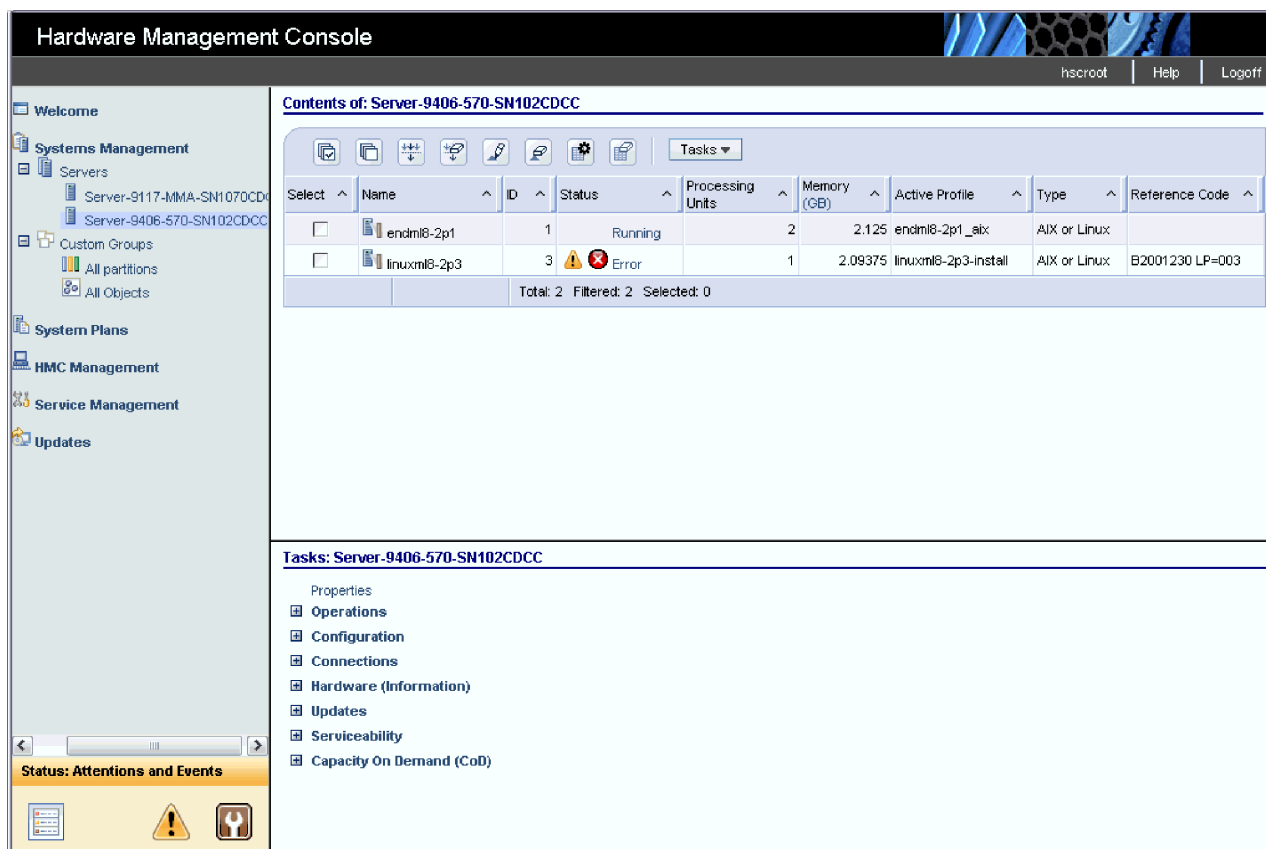 Hardware Management Console
hscroot Help Logoff
Welcome
Systems Management
Servers
Server-9117-MMA-SN1070CD
Server-9406-570-SN102CDCC
Custom Groups
All partitions
All Objects
System Plans
HMC Management
Service Management
Updates
Status: Attentions and Events
Contents of: Server-9406-570-SN102CDCC
Tasks
Select Name ID Status Processing Units Memory (GB) Active Profile Type Reference Code
endml8-2p1 1 Running 2 2.125 endml8-2p1_aix AIX or Linux
linuxml8-2p3 3 Error 1 2.09375 linuxml8-2p3-install AIX or Linux B2001230 LP=003
Total: 2 Filtered: 2 Selected: 0
Tasks: Server-9406-570-SN102CDCC
Properties
Operations
Configuration
Connections
Hardware (Information)
Updates
Serviceability
Capacity On Demand (CoD)